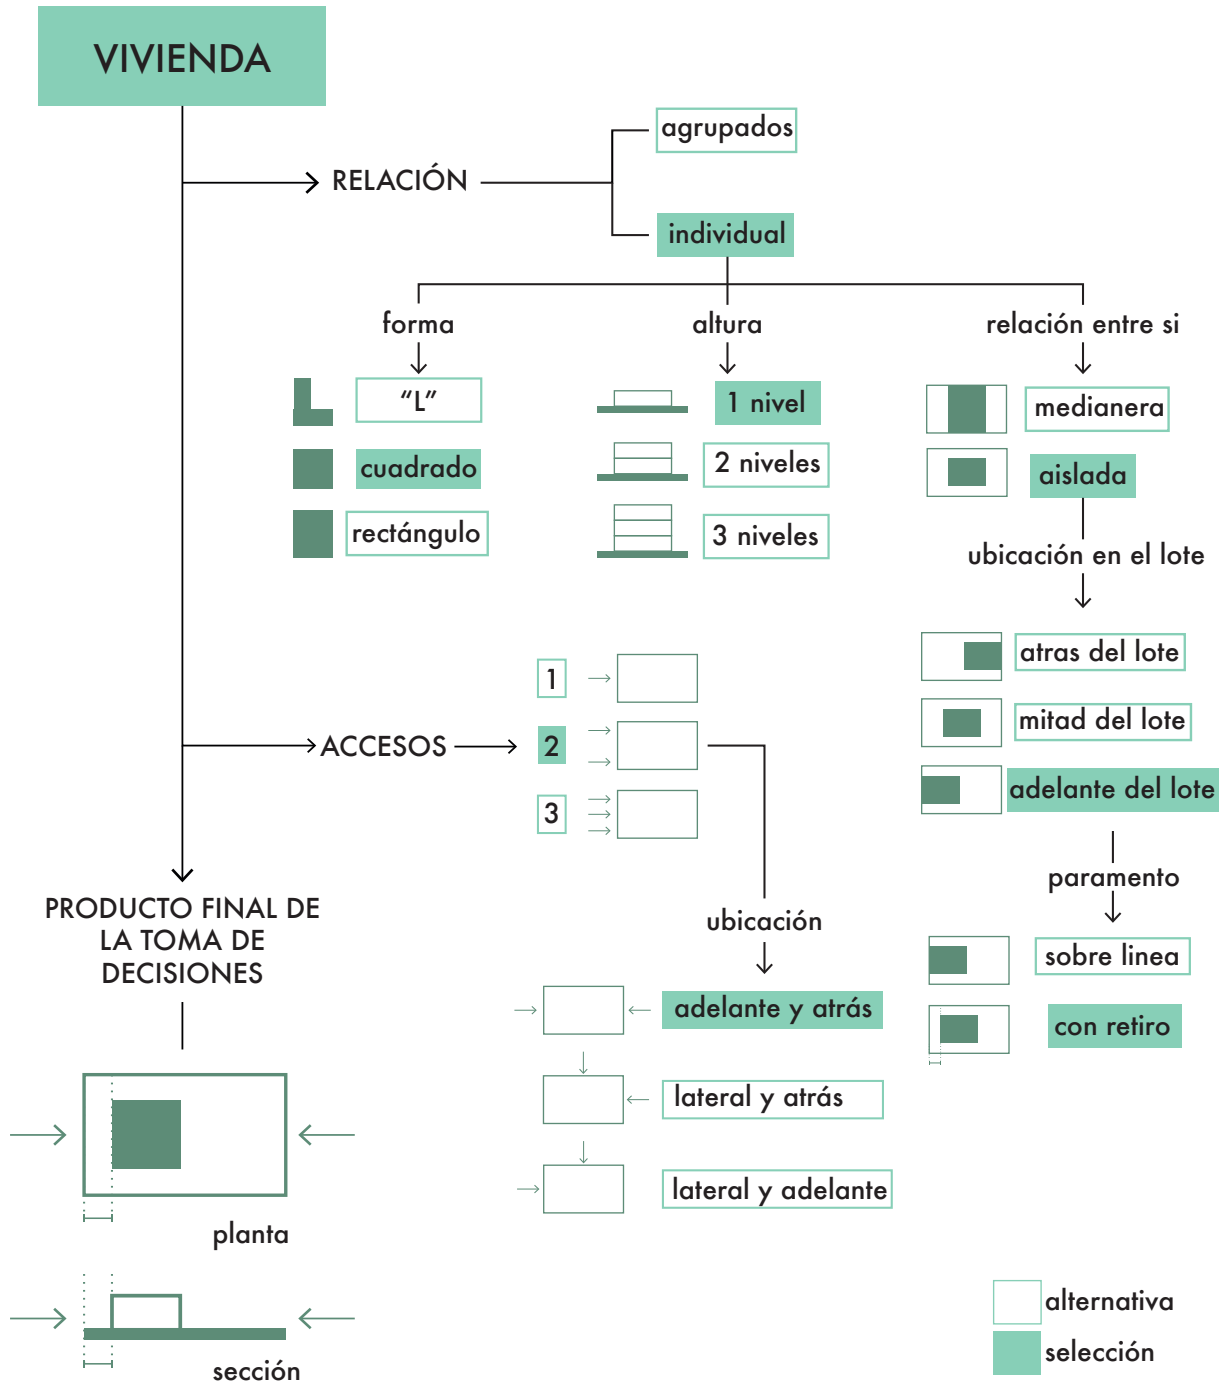 VIVIENDA
RELACIÓN
agrupados
individual
forma
altura
relación entre si
“L”
cuadrado
rectángulo
1 nivel
2 niveles
3 niveles
medianera
aislada
ubicación en el lote
atras del lote
mitad del lote
adelante del lote
paramento
sobre linea
con retiro
ACCESOS
1
2
3
ubicación
adelante y atrás
lateral y atrás
lateral y adelante
PRODUCTO FINAL DE
LA TOMA DE
DECISIONES
planta
sección
alternativa
selección